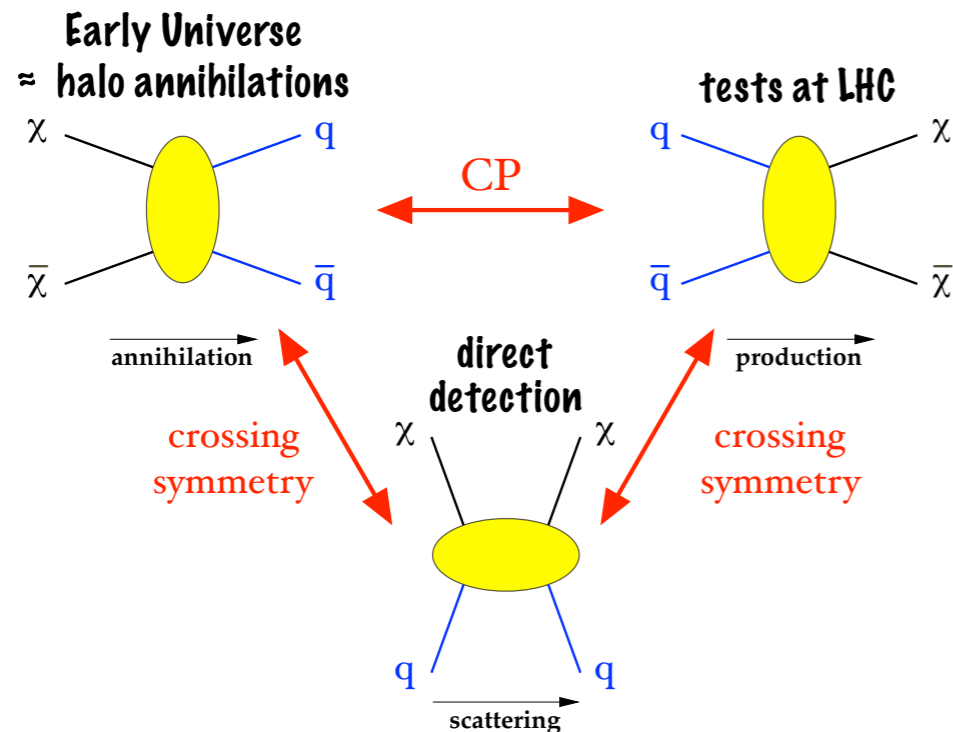 Early Universe
≈ halo annihilations
tests at LHC
χ
q
q
χ
CP
χ̅
q̅
q̅
χ̅
annihilation
direct
detection
production
χ
χ
crossing
symmetry
crossing
symmetry
q
q
scattering